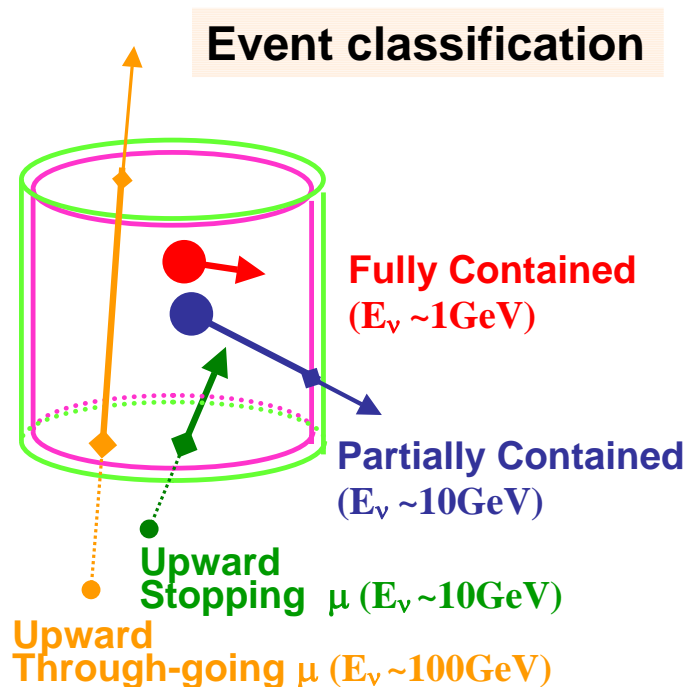 Event classification
Fully Contained
(Eν ~1GeV)
Partially Contained
(Eν ~10GeV)
Upward
Stopping μ (Eν ~10GeV)
Upward
Through-going μ (Eν ~100GeV)